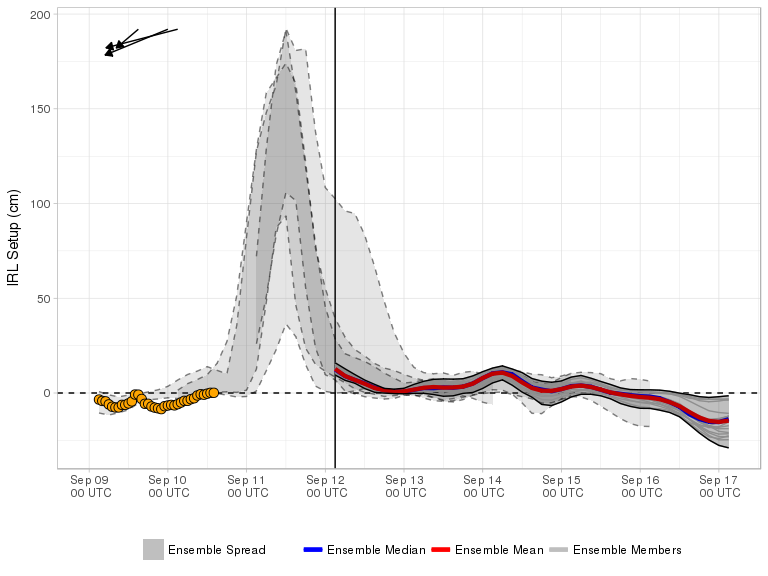 200
150
100
50
0
IRL Setup (cm)
Sep 09 Sep 10 Sep 11 Sep 12 Sep 13 Sep 14 Sep 15 Sep 16 Sep 17
00 UTC 00 UTC 00 UTC 00 UTC 00 UTC 00 UTC 00 UTC 00 UTC 00 UTC
Ensemble Spread Ensemble Median Ensemble Mean Ensemble Members